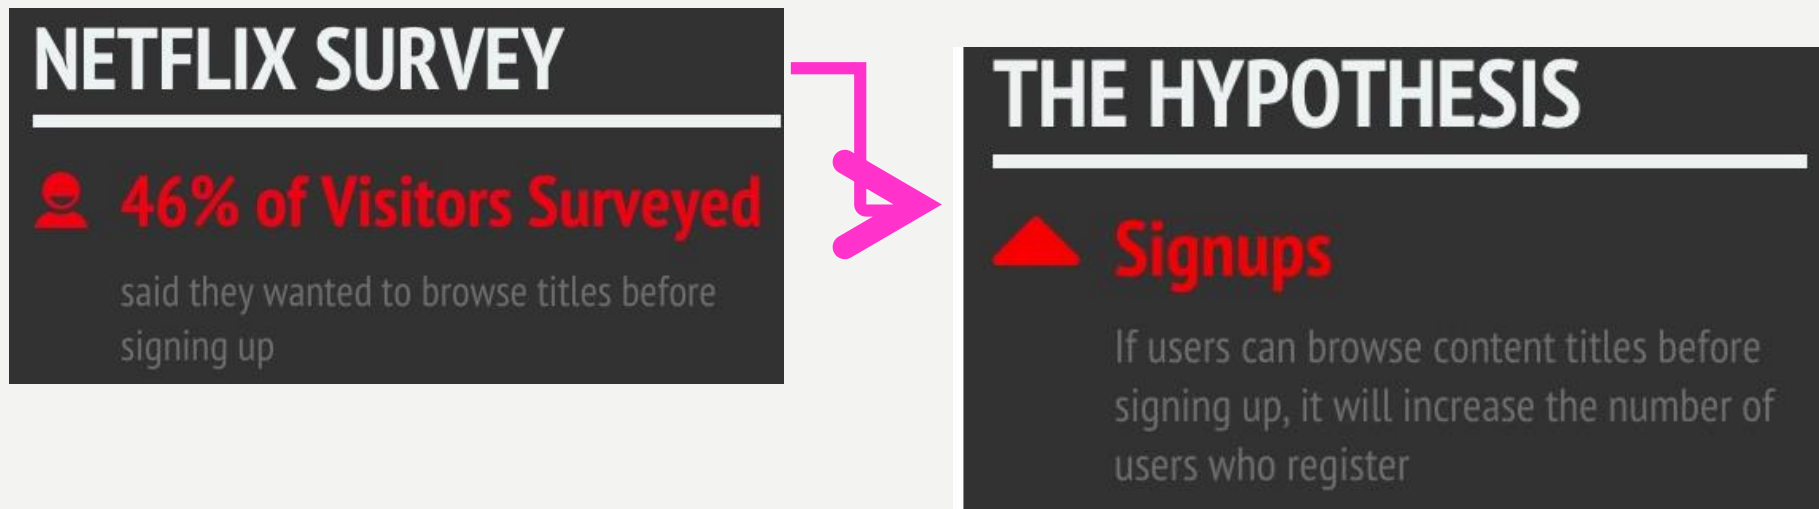 NETFLIX SURVEY
46% of Visitors Surveyed
said they wanted to browse titles before
signing up
THE HYPOTHESIS
Signups
If users can browse content titles before
signing up, it will increase the number of
users who register